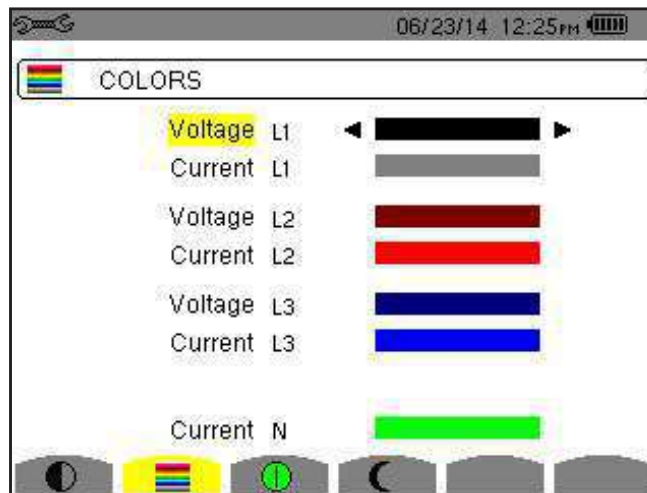 06/23/14 12:25PM
COLORS
Voltage L1
Current L1
Voltage L2
Current L2
Voltage L3
Current L3
Current N